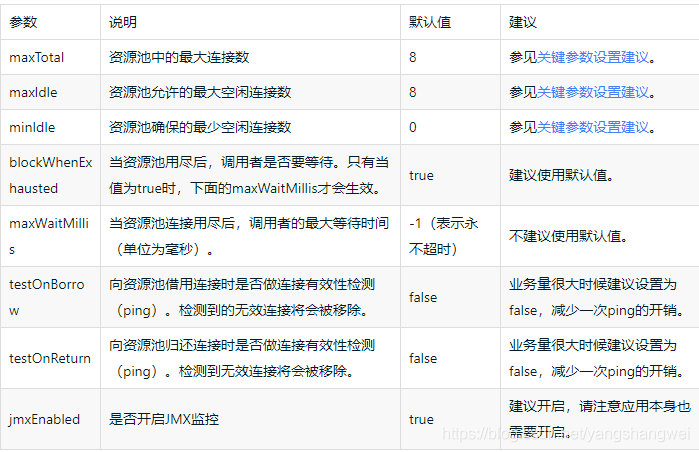 参数 说明 默认值 建议
maxTotal 资源池中的最大连接数 8 参见关键参数设置建议。
maxIdle 资源池允许的最大空闲连接数 8 参见关键参数设置建议。
minIdle 资源池确保的最少空闲连接数 0 参见关键参数设置建议。
blockWhenEx 当资源池用尽后，调用者是否要等待。只有当
hausted 值为true时，下面的maxWaitMillis才会生效。 true 建议使用默认值。
maxWaitMilli 当资源池连接用尽后，调用者的最大等待时间 -1（表示永
s （单位为毫秒）。 不超时） 不建议使用默认值。
testOnBorro 向资源池借用连接时是否做连接有效性检测 业务量很大时候建议设置为
w （ping）。检测到的无效连接将会被移除。 false false，减少一次ping的开销。
testOnReturn 向资源池归还连接时是否做连接有效性检测 业务量很大时候建议设置为
（ping）。检测到无效连接将会被移除。 false false，减少一次ping的开销。
jmxEnabled 是否开启JMX监控 true 建议开启，请注意应用本身也
需要开启。
https://blog.csdn.net/yangshangwei